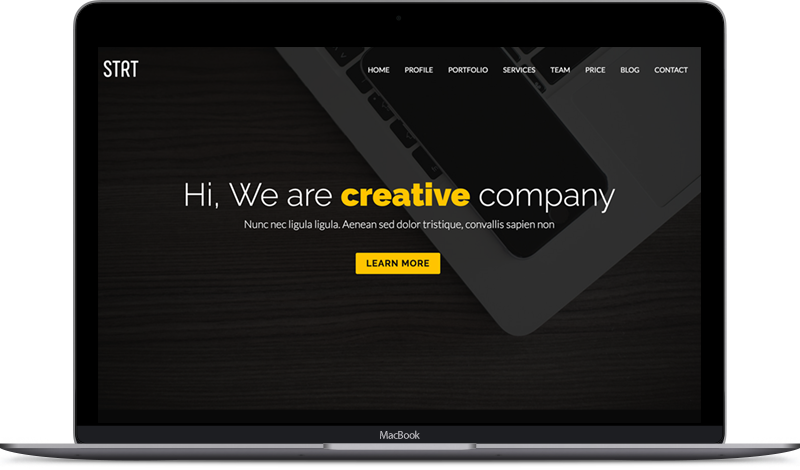 STRT
HOME PROFILE PORTFOLIO SERVICES TEAM PRICE BLOG CONTACT
Hi, We are creative company
Nunc nec ligula ligula. Aenean sed dolor tristique, convallis sapien non
LEARN MORE
MacBook